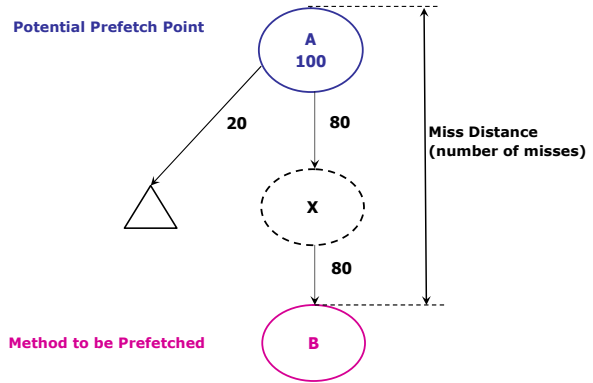 Potential Prefetch Point
A
100
20
80
Miss Distance
(number of misses)
X
80
Method to be Prefetched
B